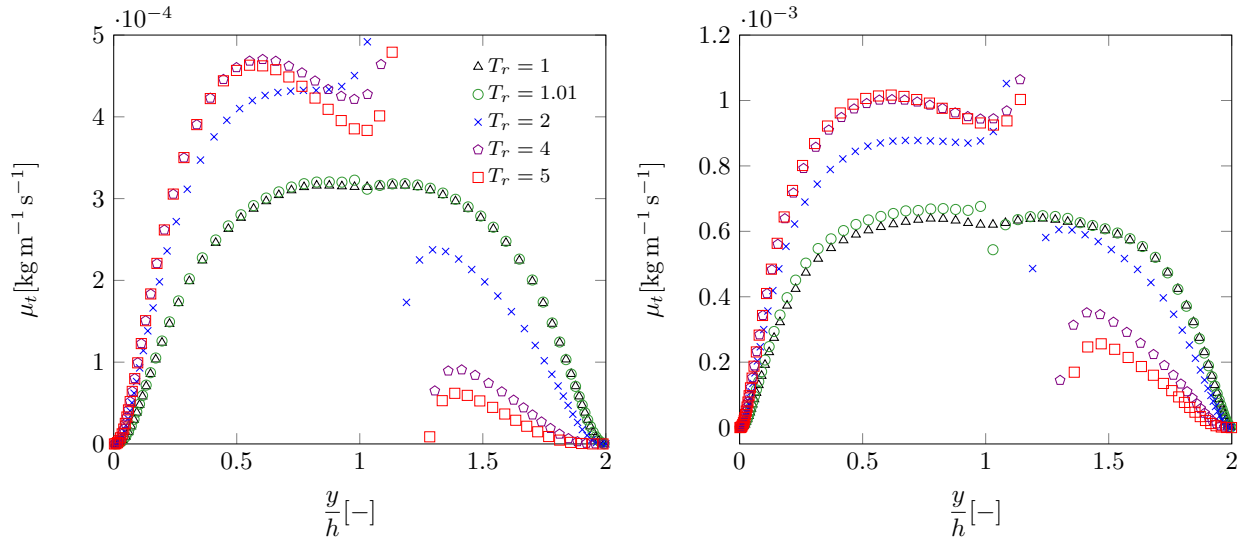 ·10⁻⁴
5
4
3
2
1
0
μₜ[kg m⁻¹ s⁻¹]
Tᵣ = 1
Tᵣ = 1.01
Tᵣ = 2
Tᵣ = 4
Tᵣ = 5
0 0.5 1 1.5 2
y
h[−]
·10⁻³
1.2
1
0.8
0.6
0.4
0.2
0
μₜ[kg m⁻¹ s⁻¹]
0 0.5 1 1.5 2
y
h[−]